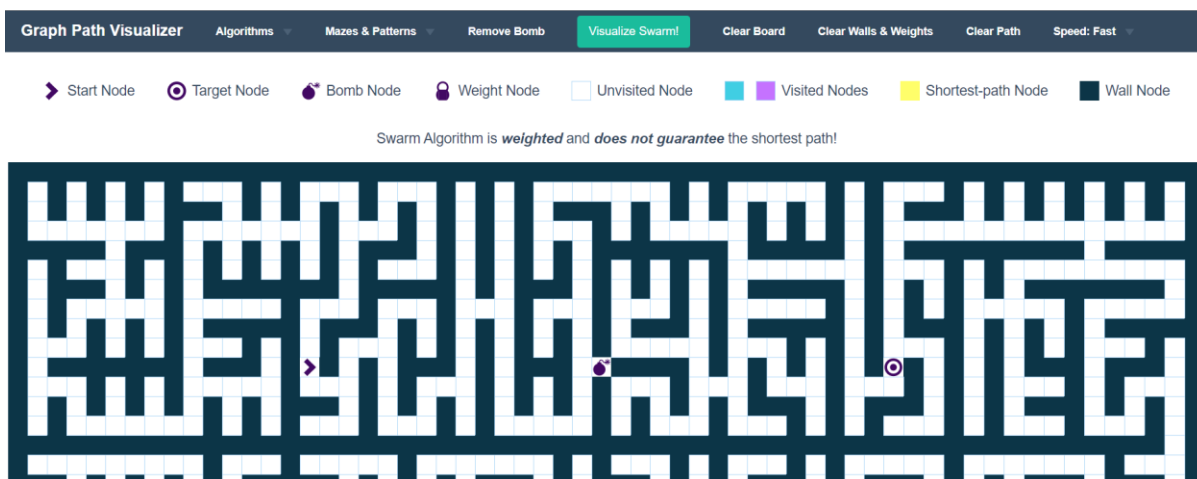 Graph Path Visualizer Algorithms Mazes & Patterns Remove Bomb Visualize Swarm! Clear Board Clear Walls & Weights Clear Path Speed: Fast
Start Node Target Node Bomb Node Weight Node Unvisited Node Visited Nodes Shortest-path Node Wall Node
Swarm Algorithm is weighted and does not guarantee the shortest path!